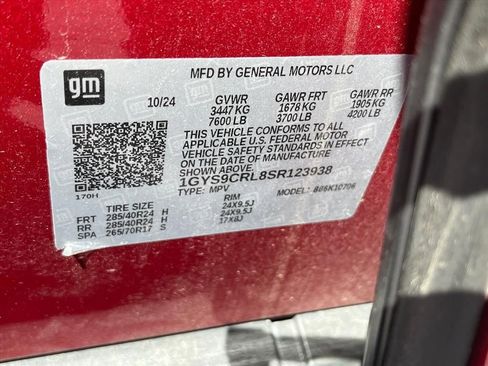 gm
MFD BY GENERAL MOTORS LLC
10/24 GVWR GAWR FRT GAWR RR
3447 KG 1678 KG 1905 KG
7600 LB 3700 LB 4200 LB
THIS VEHICLE CONFORMS TO ALL
APPLICABLE U.S. FEDERAL MOTOR
VEHICLE SAFETY STANDARDS IN EFFECT
ON THE DATE OF MANUFACTURE
1GYS9CRL8SR123938
170H TYPE: MPV MODEL:
TIRE SIZE RIM
FRT 285/40R24 H 24X9.5J
RR 285/40R24 H 24X9.5J
SPA 265/70R17 S 17X8J